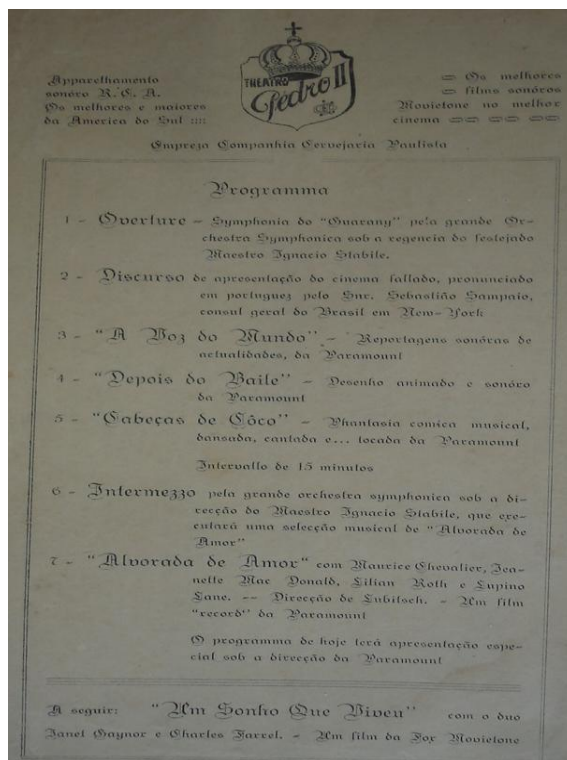 Apparelhamento
sonóro R. C. A.
Os melhores e maiores
da America do Sul ::::
THEATRO
Pedro II
Os melhores
films sonóros
Movietone no melhor
cinema
Empreza Companhia Cervejaria Paulista
Programma
1 - Overture - Symphonia do "Guarany" pela grande Or-
chestra Symphonica sob a regencia do festejado
Maestro Ignacio Stabile.
2 - Discurso de apresentação do cinema fallado, pronunciado
em portuguez pelo Snr. Sebastião Sampaio,
consul geral do Brasil em New-York
3 - "A Voz do Mundo" - Reportagens sonóras de
actualidades, da Paramount
4 - "Depois do Baile" - Desenho animado e sonóro
da Paramount
5 - "Cabeças de Côco" - Phantasia comica musical,
dansada, cantada e... tocada da Paramount
Intervallo de 15 minutos
6 - Intermezzo pela grande orchestra symphonica sob a di-
recção do Maestro Ignacio Stabile, que exe-
cutará uma selecção musical de "Alvorada de
Amor"
7 - "Alvorada de Amor" com Maurice Chevalier, Jea-
nette Mac Donald, Lilian Roth e Lupino
Lane. -- Direcção de Lubitsch. - Um film
"record" da Paramount
O programma de hoje terá apresentação espe-
cial sob a direcção da Paramount
A seguir: "Um Sonho Que Viveu" com o duo
Janet Gaynor e Charles Farrel. - Um film da Fox Movietone